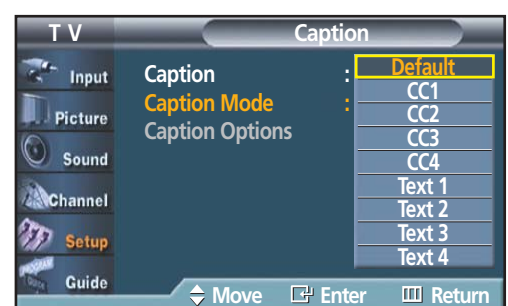 T V
Caption
Input
Picture
Sound
Channel
Setup
Guide
Caption :
Caption Mode :
Caption Options
Default
CC1
CC2
CC3
CC4
Text 1
Text 2
Text 3
Text 4
Move Enter Return